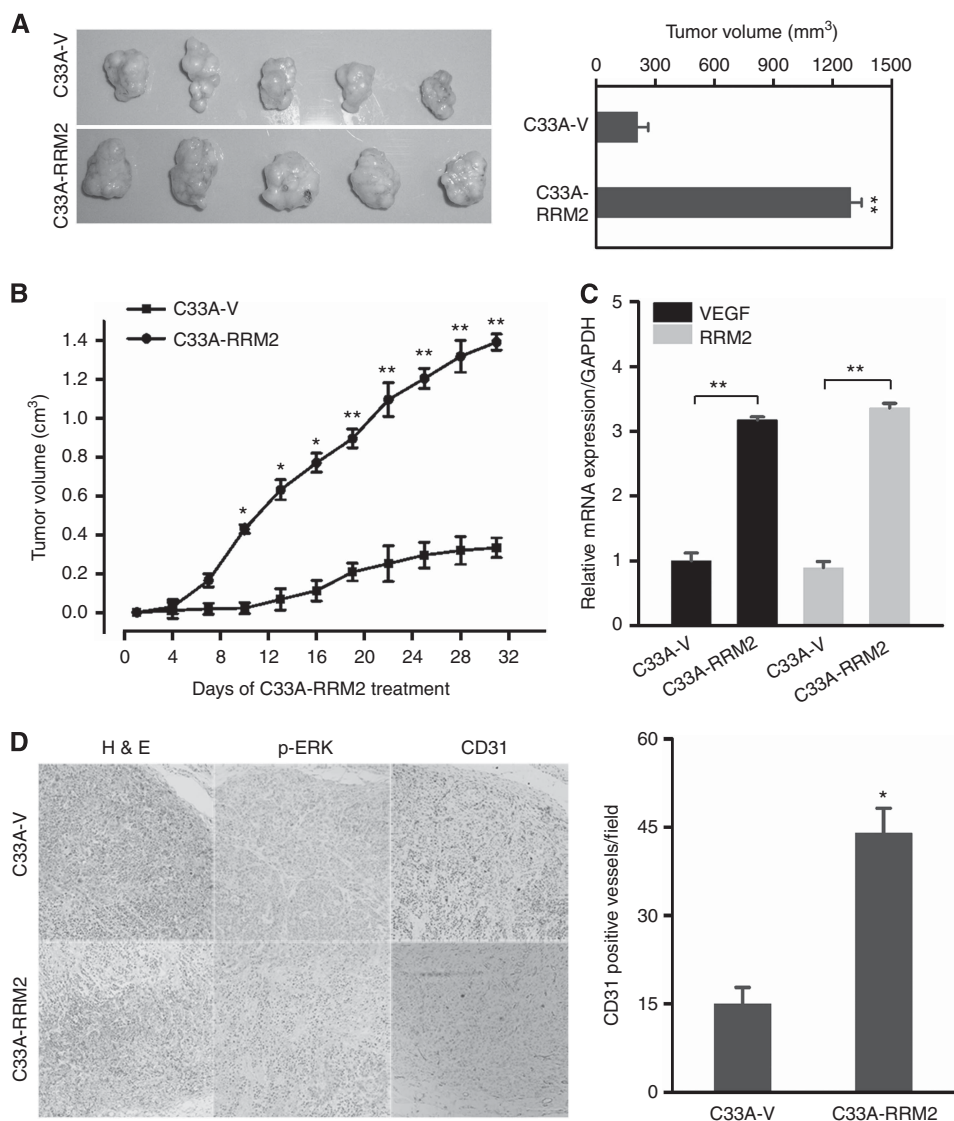 A
C33A-V
C33A-RRM2
Tumor volume (mm³)
0 300 600 900 1200 1500
C33A-V
C33A-
RRM2
**
B
C33A-V
C33A-RRM2
Tumor volume (cm³)
1.4
1.2
1.0
0.8
0.6
0.4
0.2
0.0
* * * ** ** ** ** **
0 4 8 12 16 20 24 28 32
Days of C33A-RRM2 treatment
C
VEGF
RRM2
Relative mRNA expression/GAPDH
5
4
3
2
1
0
** **
C33A-V C33A-RRM2 C33A-V C33A-RRM2
D
H & E p-ERK CD31
C33A-V
C33A-RRM2
CD31 positive vessels/field
60
45
30
15
0
*
C33A-V C33A-RRM2